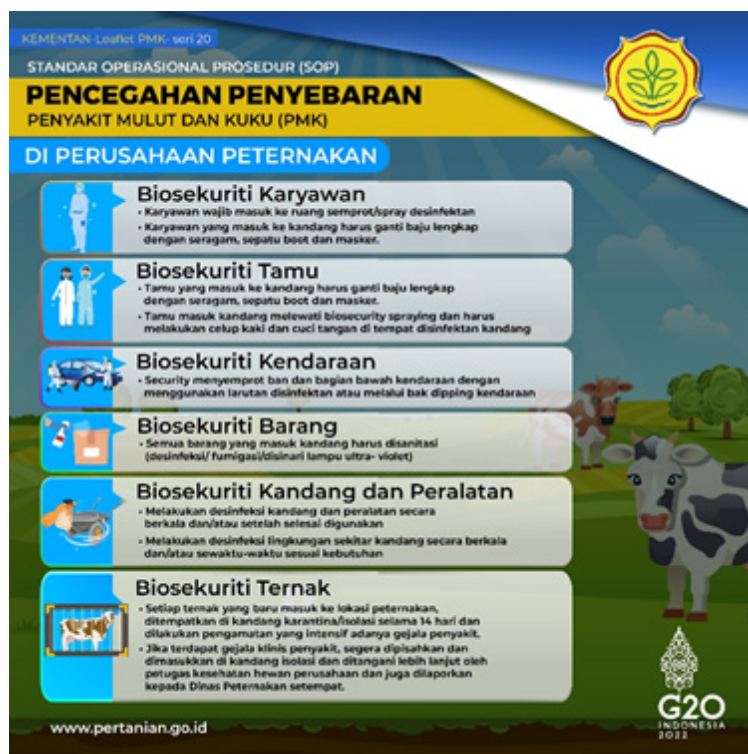 KEMENTAN-Leaflet PMK- seri 20
STANDAR OPERASIONAL PROSEDUR (SOP)
PENCEGAHAN PENYEBARAN
PENYAKIT MULUT DAN KUKU (PMK)
DI PERUSAHAAN PETERNAKAN
Biosekuriti Karyawan
• Karyawan wajib masuk ke ruang semprot/spray desinfektan
• Karyawan yang masuk ke kandang harus ganti baju lengkap
dengan seragam, sepatu boot dan masker.
Biosekuriti Tamu
• Tamu yang masuk ke kandang harus ganti baju lengkap
dengan seragam, sepatu boot dan masker.
• Tamu masuk kandang melewati biosecurity spraying dan harus
melakukan celup kaki dan cuci tangan di tempat disinfektan kandang
Biosekuriti Kendaraan
• Security menyemprot ban dan bagian bawah kendaraan dengan
menggunakan larutan disinfektan atau melalui bak dipping kendaraan
Biosekuriti Barang
• Semua barang yang masuk kandang harus disanitasi
(desinfeksi/ fumigasi/disinari lampu ultra- violet)
Biosekuriti Kandang dan Peralatan
• Melakukan desinfeksi kandang dan peralatan secara
berkala dan/atau setelah selesai digunakan
• Melakukan desinfeksi lingkungan sekitar kandang secara berkala
dan/atau sewaktu-waktu sesuai kebutuhan
Biosekuriti Ternak
• Setiap ternak yang baru masuk ke lokasi peternakan,
ditempatkan di kandang karantina/isolasi selama 14 hari dan
dilakukan pengamatan yang intensif adanya gejala penyakit.
• Jika terdapat gejala klinis penyakit, segera dipisahkan dan
dimasukkan di kandang isolasi dan ditangani lebih lanjut oleh
petugas kesehatan hewan perusahaan dan juga dilaporkan
kepada Dinas Peternakan setempat.
www.pertanian.go.id
G20
INDONESIA
2022